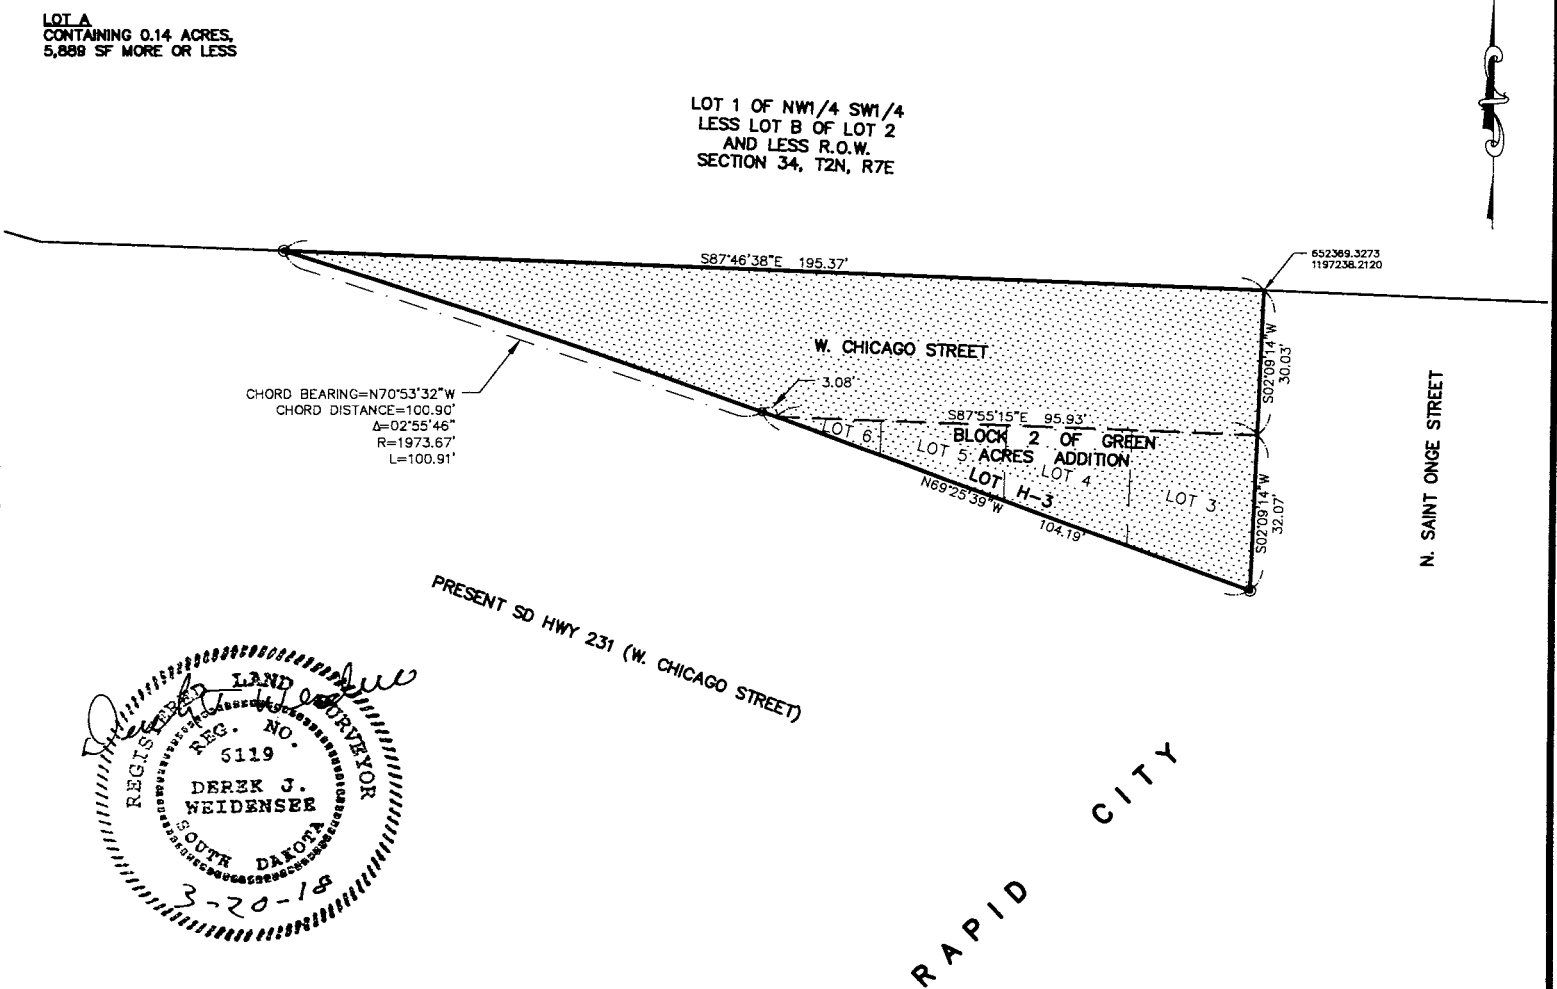 LOT A
CONTAINING 0.14 ACRES,
5,889 SF MORE OR LESS
LOT 1 OF NW1/4 SW1/4
LESS LOT B OF LOT 2
AND LESS R.O.W.
SECTION 34, T2N, R7E
S87°46'38"E 195.37'
652369.3273
1197238.2120
W. CHICAGO STREET
S02°09'14"W
30.03'
3.08'
CHORD BEARING=N70°53'32"W
CHORD DISTANCE=100.90'
Δ=02°55'46"
R=1973.67'
L=100.91'
S87°55'15"E 95.93'
LOT 6
BLOCK 2 OF GREEN
ACRES ADDITION
LOT 5
LOT 4
LOT H-3
LOT 3
N69°25'39"W
104.19'
S02°09'14"W
32.07'
N. SAINT ONGE STREET
PRESENT SD HWY 231 (W. CHICAGO STREET)
REGISTERED LAND SURVEYOR
REG. NO.
5119
DEREK J.
WEIDENSEE
SOUTH DAKOTA
3-20-18
RAPID CITY